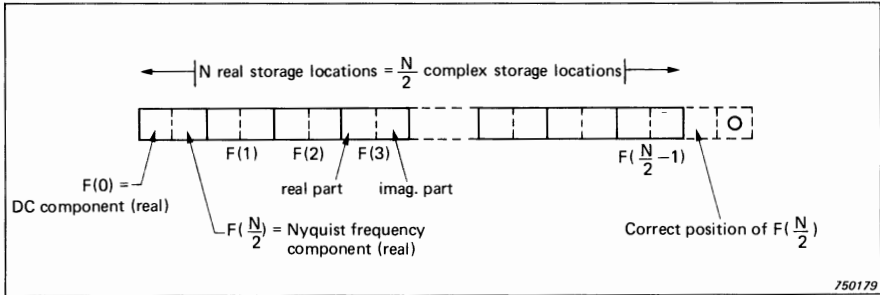 N real storage locations = N/2 complex storage locations
O
F(1) F(2) F(3) F(N/2 −1)
F(0) =
DC component (real)
real part imag. part
F(N/2) = Nyquist frequency
component (real)
Correct position of F(N/2)
750179